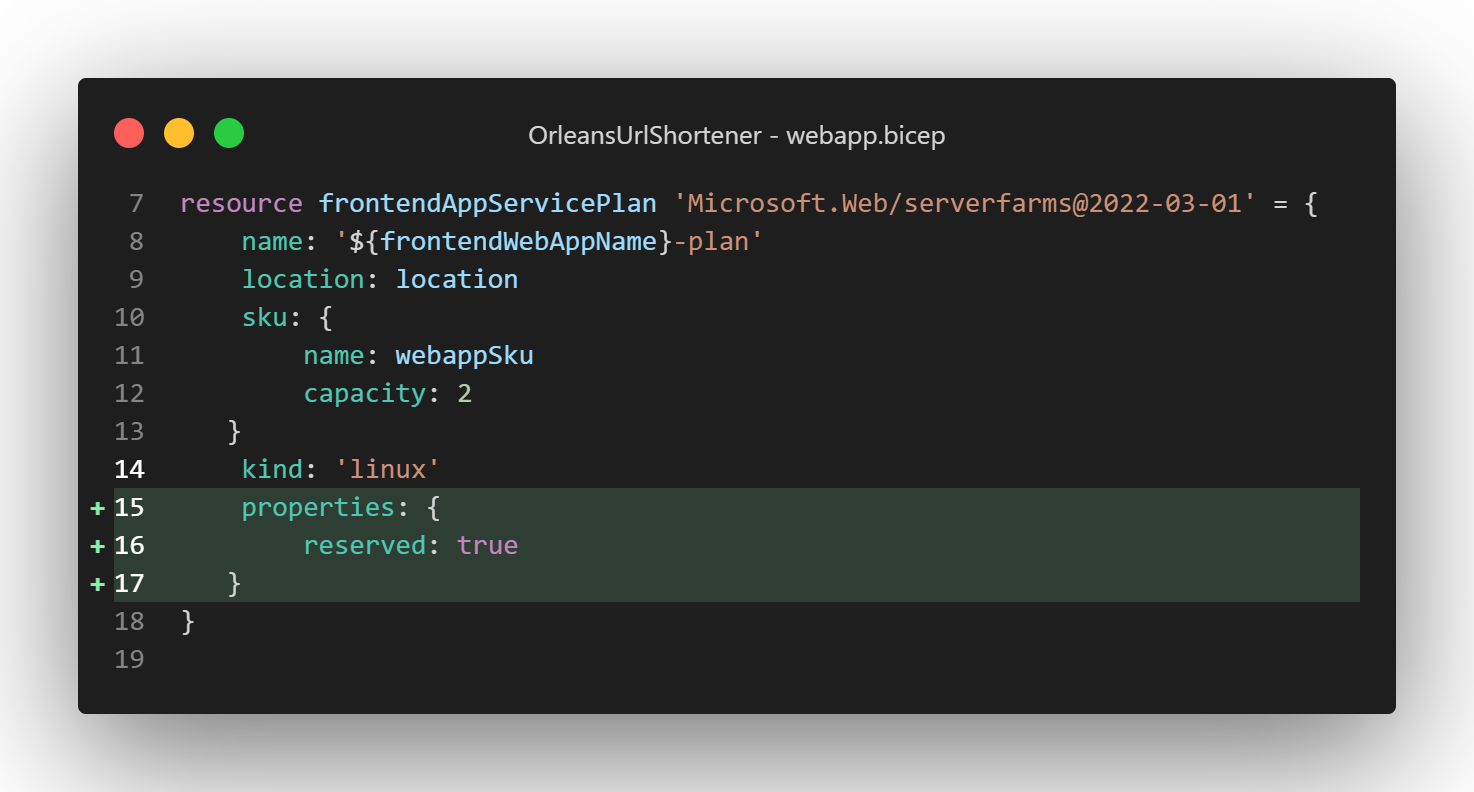 OrleansUrlShortener - webapp.bicep
7 resource frontendAppServicePlan 'Microsoft.Web/serverfarms@2022-03-01' = {
8     name: '${frontendWebAppName}-plan'
9     location: location
10     sku: {
11         name: webappSku
12         capacity: 2
13    }
14     kind: 'linux'
+ 15     properties: {
+ 16         reserved: true
+ 17    }
18 }
19